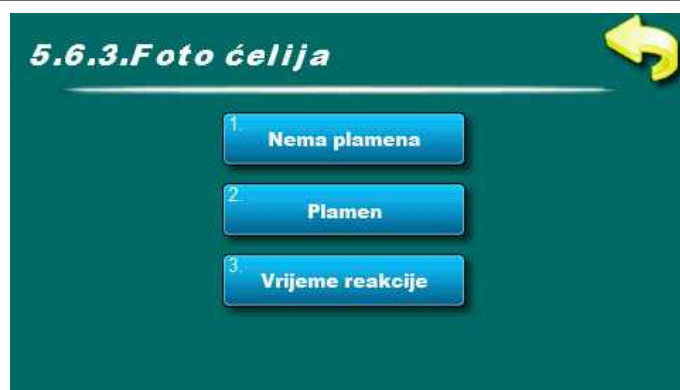 5.6.3.Foto ćelija
1.
Nema plamena
2.
Plamen
3.
Vrijeme reakcije